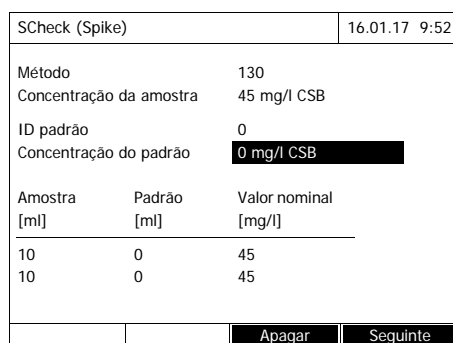 SCheck (Spike) 16.01.17 9:52
Método 130
Concentração da amostra 45 mg/l CSB
ID padrão 0
Concentração do padrão 0 mg/l CSB
Amostra Padrão Valor nominal
[ml] [ml] [mg/l]
10 0 45
10 0 45
Apagar Seguinte